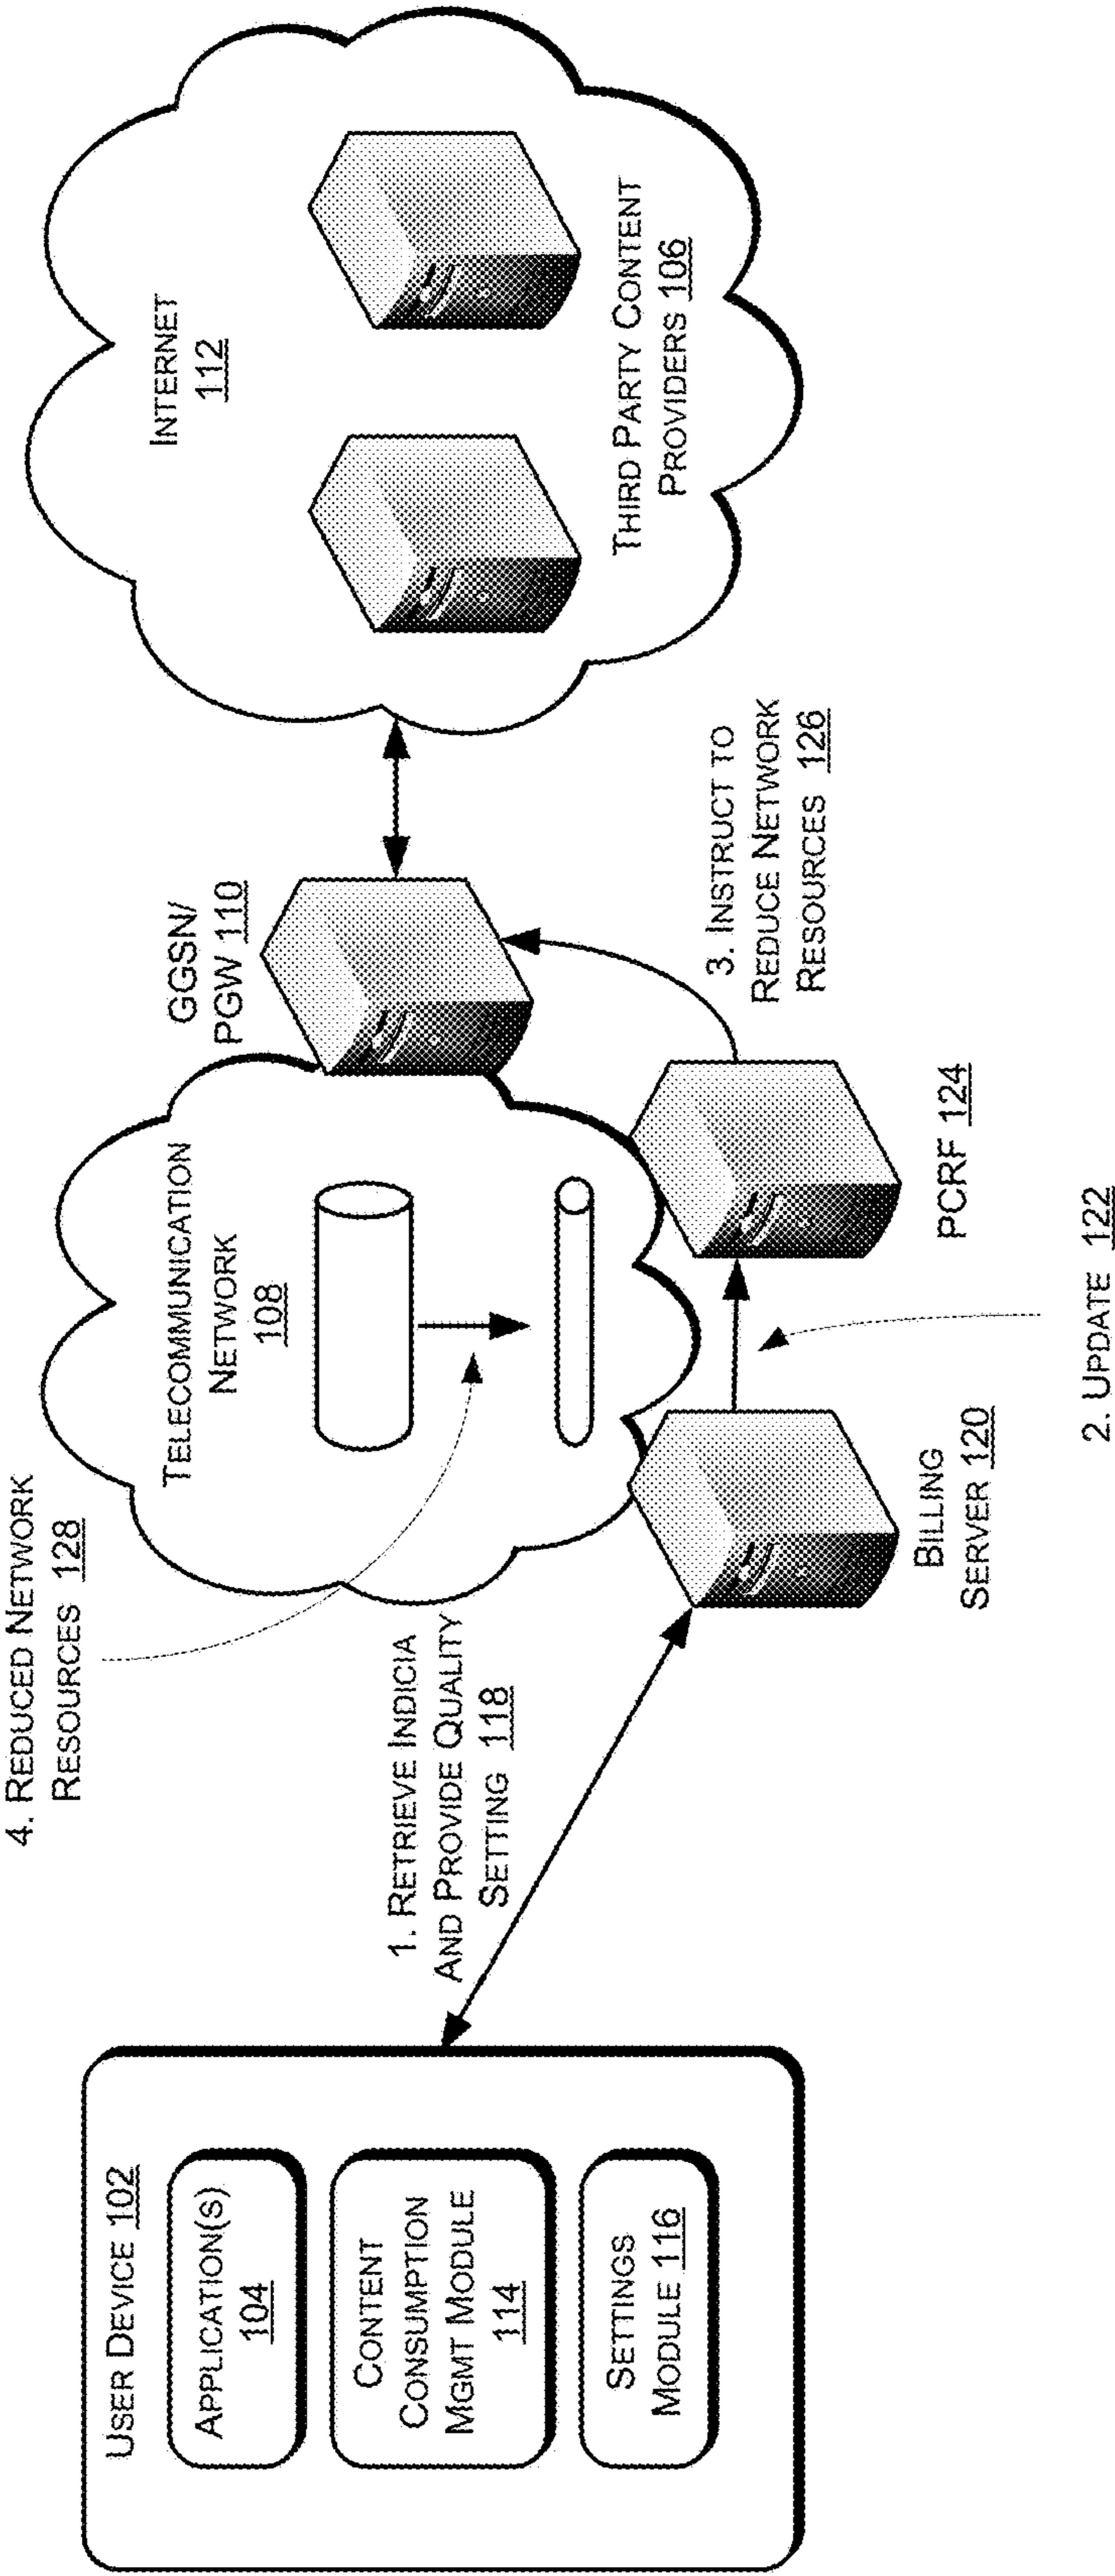 4. REDUCED NETWORK
RESOURCES 128
USER DEVICE 102
APPLICATION(S)
104
CONTENT
CONSUMPTION
MGMT MODULE
114
SETTINGS
MODULE 116
1. RETRIEVE INDICIA
AND PROVIDE QUALITY
SETTING 118
TELECOMMUNICATION
NETWORK
108
GGSN/
PGW 110
INTERNET
112
THIRD PARTY CONTENT
PROVIDERS 106
BILLING
SERVER 120
PCRF 124
3. INSTRUCT TO
REDUCE NETWORK
RESOURCES 126
2. UPDATE 122